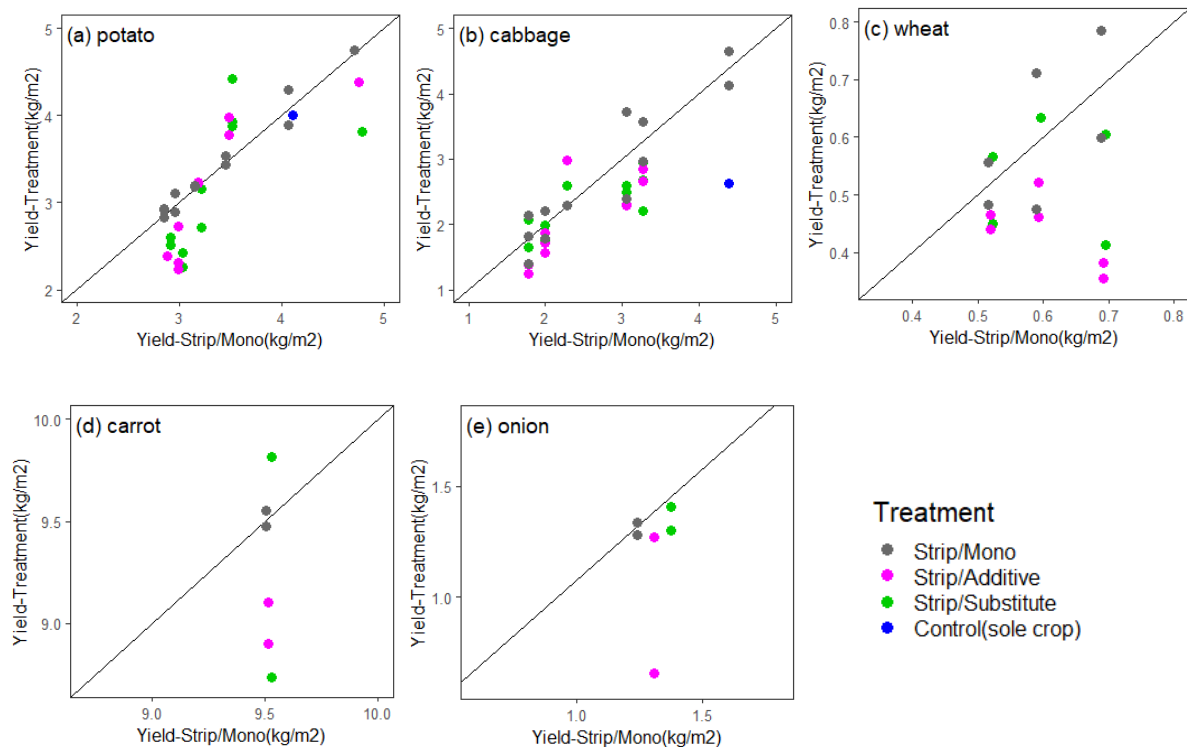 (a) potato
Yield-Treatment(kg/m2)
5
4
3
2
2 3 4 5
Yield-Strip/Mono(kg/m2)
(b) cabbage
Yield-Treatment(kg/m2)
5
4
3
2
1
1 2 3 4 5
Yield-Strip/Mono(kg/m2)
(c) wheat
Yield-Treatment(kg/m2)
0.8
0.7
0.6
0.5
0.4
0.4 0.5 0.6 0.7 0.8
Yield-Strip/Mono(kg/m2)
(d) carrot
Yield-Treatment(kg/m2)
10.0
9.5
9.0
9.0 9.5 10.0
Yield-Strip/Mono(kg/m2)
(e) onion
Yield-Treatment(kg/m2)
1.5
1.0
1.0 1.5
Yield-Strip/Mono(kg/m2)
Treatment
Strip/Mono
Strip/Additive
Strip/Substitute
Control(sole crop)